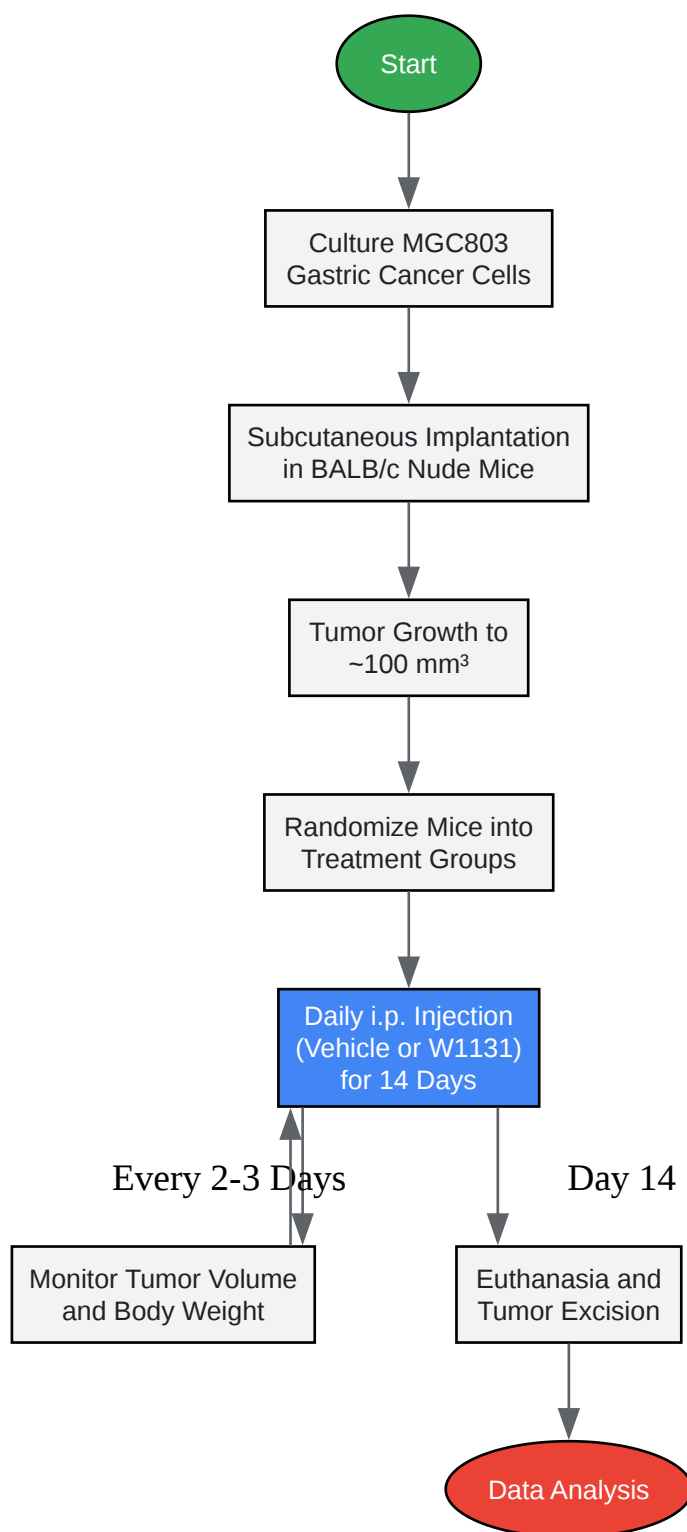 Start
Culture MGC803
Gastric Cancer Cells
Subcutaneous Implantation
in BALB/c Nude Mice
Tumor Growth to
~100 mm³
Randomize Mice into
Treatment Groups
Daily i.p. Injection
(Vehicle or W1131)
for 14 Days
Every 2-3 Days
Day 14
Monitor Tumor Volume
and Body Weight
Euthanasia and
Tumor Excision
Data Analysis